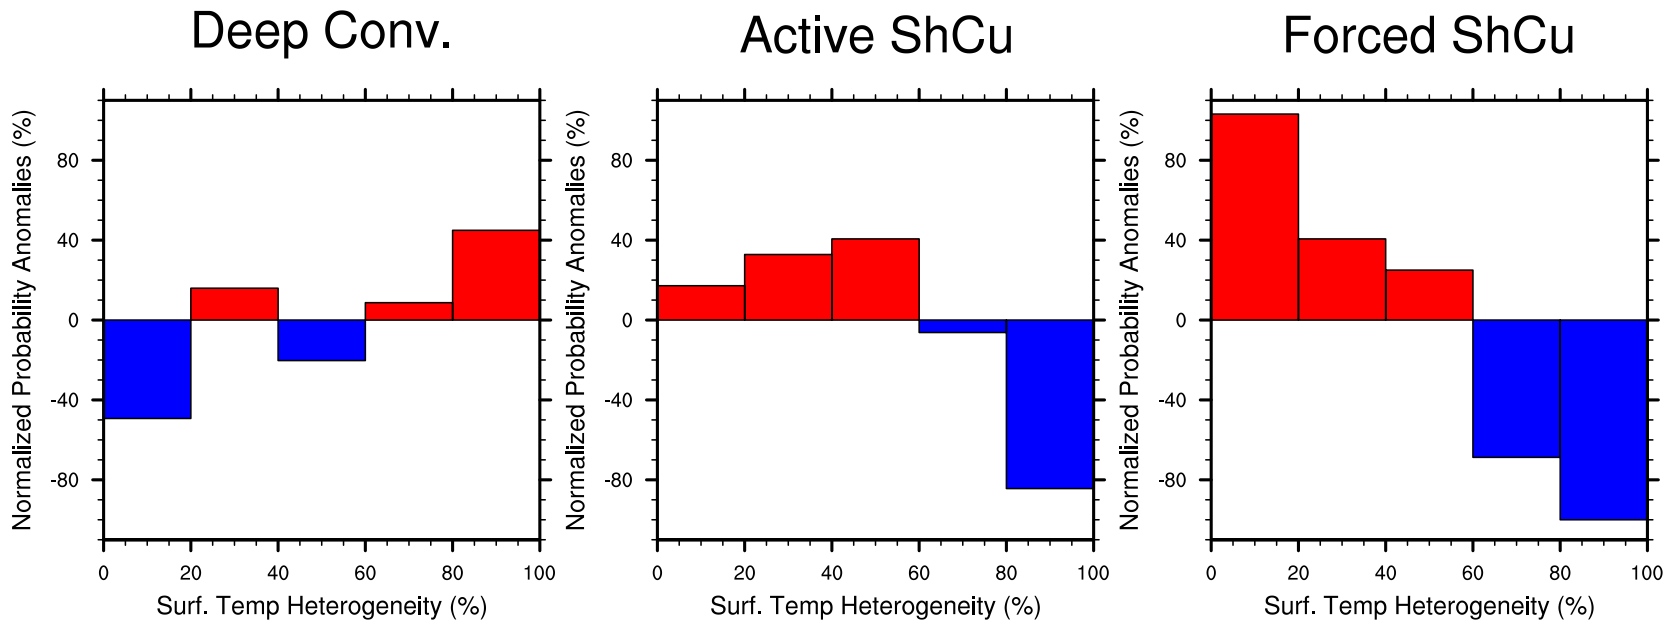 Deep Conv.
Normalized Probability Anomalies (%)
80
40
0
-40
-80
0 20 40 60 80 100
Surf. Temp Heterogeneity (%)
Active ShCu
Normalized Probability Anomalies (%)
80
40
0
-40
-80
0 20 40 60 80 100
Surf. Temp Heterogeneity (%)
Forced ShCu
Normalized Probability Anomalies (%)
80
40
0
-40
-80
0 20 40 60 80 100
Surf. Temp Heterogeneity (%)